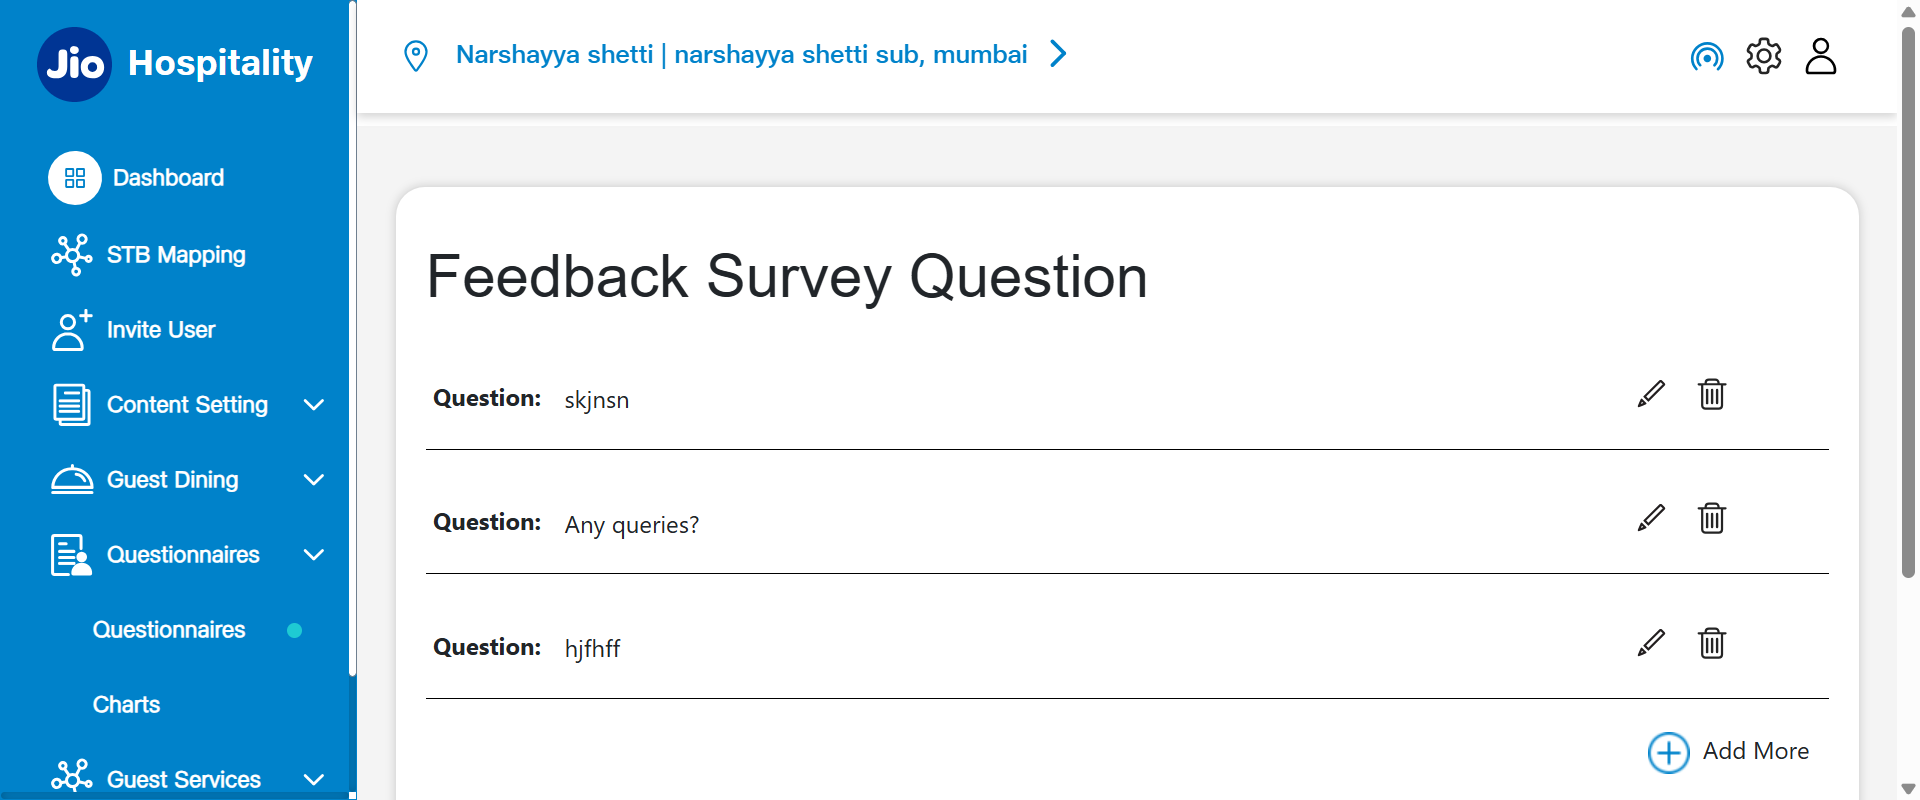 Jio Hospitality
Narshayya shetti | narshayya shetti sub, mumbai
Dashboard
STB Mapping
Invite User
Content Setting
Guest Dining
Questionnaires
Questionnaires
Charts
Guest Services
Feedback Survey Question
Question: skjnsn
Question: Any queries?
Question: hjfhff
Add More